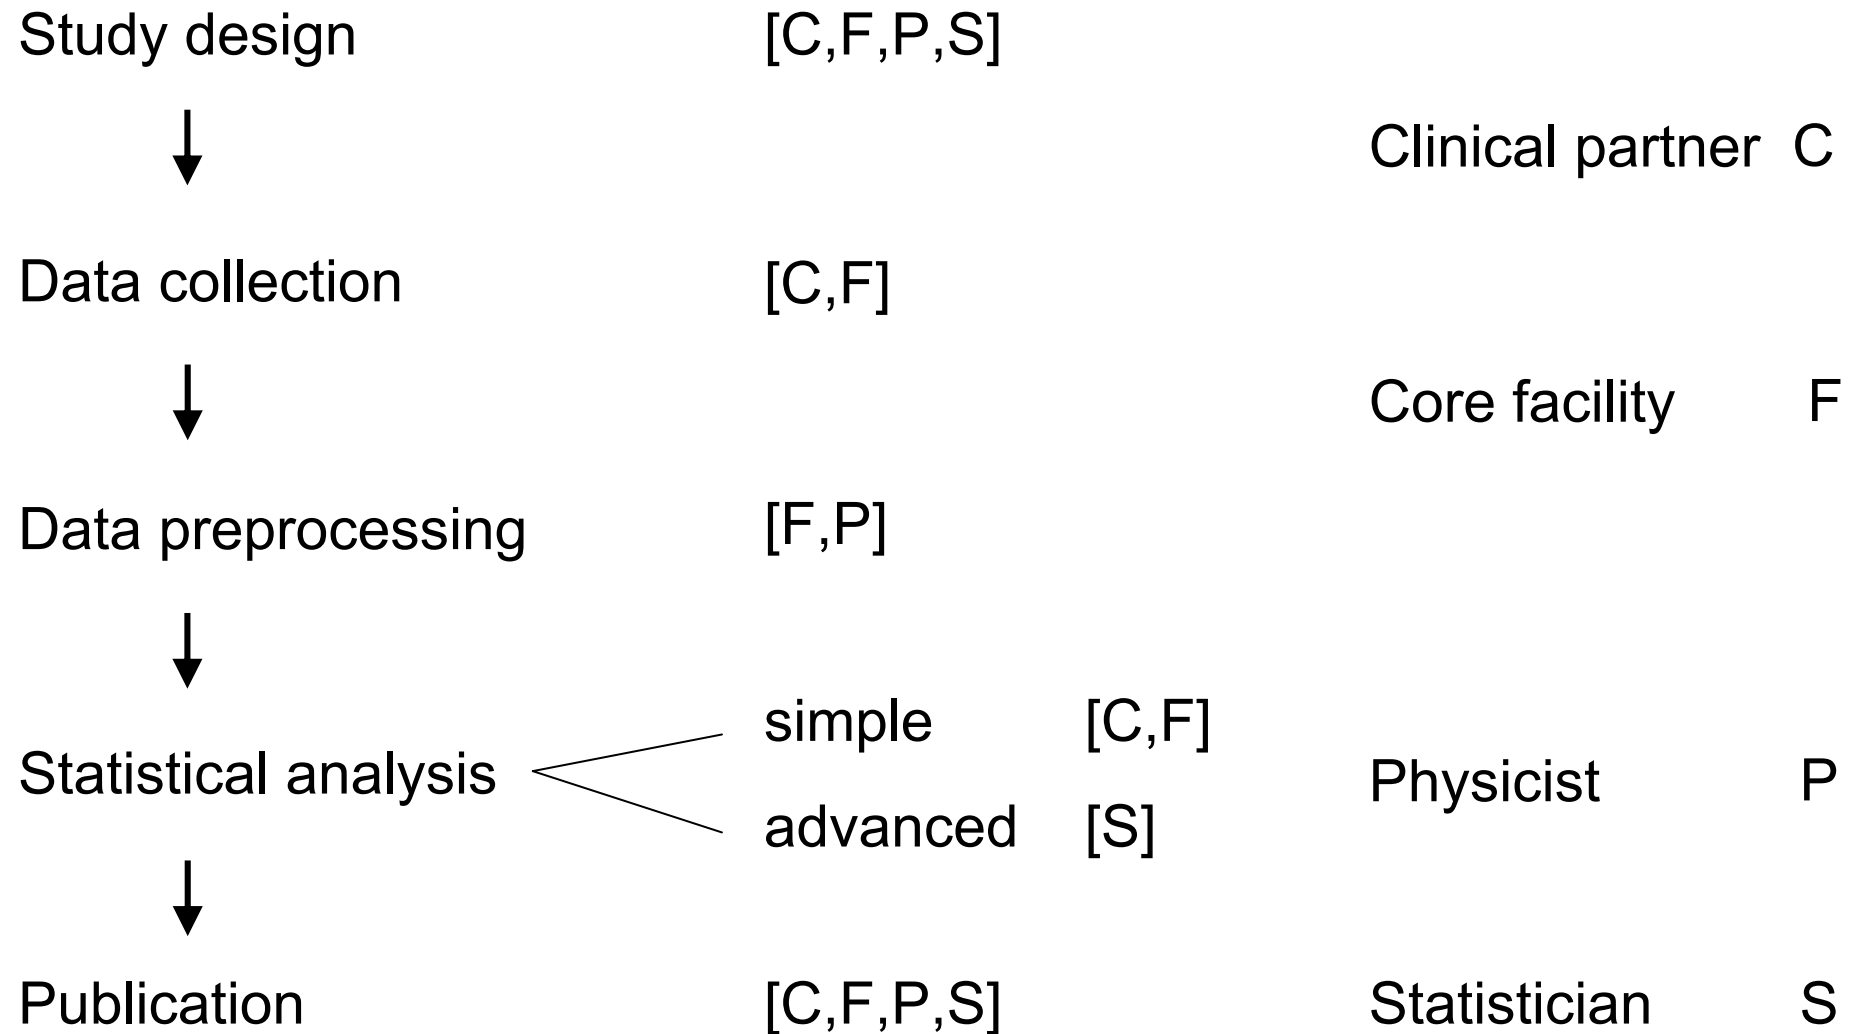 Study design [C,F,P,S]
Clinical partner C
Data collection [C,F]
Core facility F
Data preprocessing [F,P]
simple [C,F]
Statistical analysis
Physicist P
advanced [S]
Publication [C,F,P,S] Statistician S